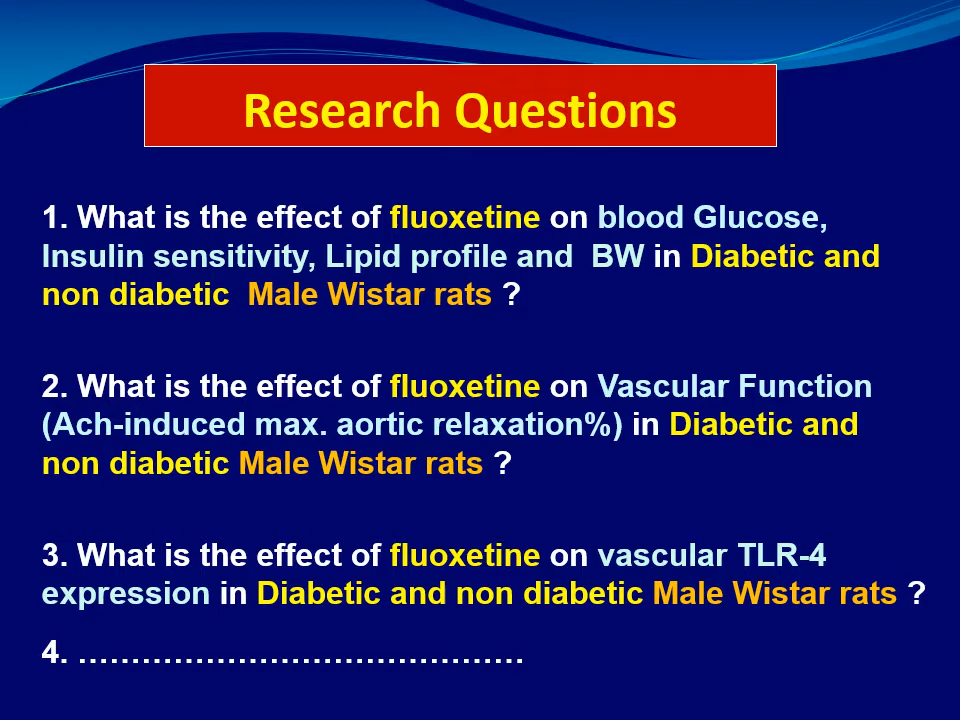 Research Questions
1. What is the effect of fluoxetine on blood Glucose,
Insulin sensitivity, Lipid profile and  BW in Diabetic and
non diabetic  Male Wistar rats ?
2. What is the effect of fluoxetine on Vascular Function
(Ach-induced max. aortic relaxation%) in Diabetic and
non diabetic Male Wistar rats ?
3. What is the effect of fluoxetine on vascular TLR-4
expression in Diabetic and non diabetic Male Wistar rats ?
4. ……………………………………